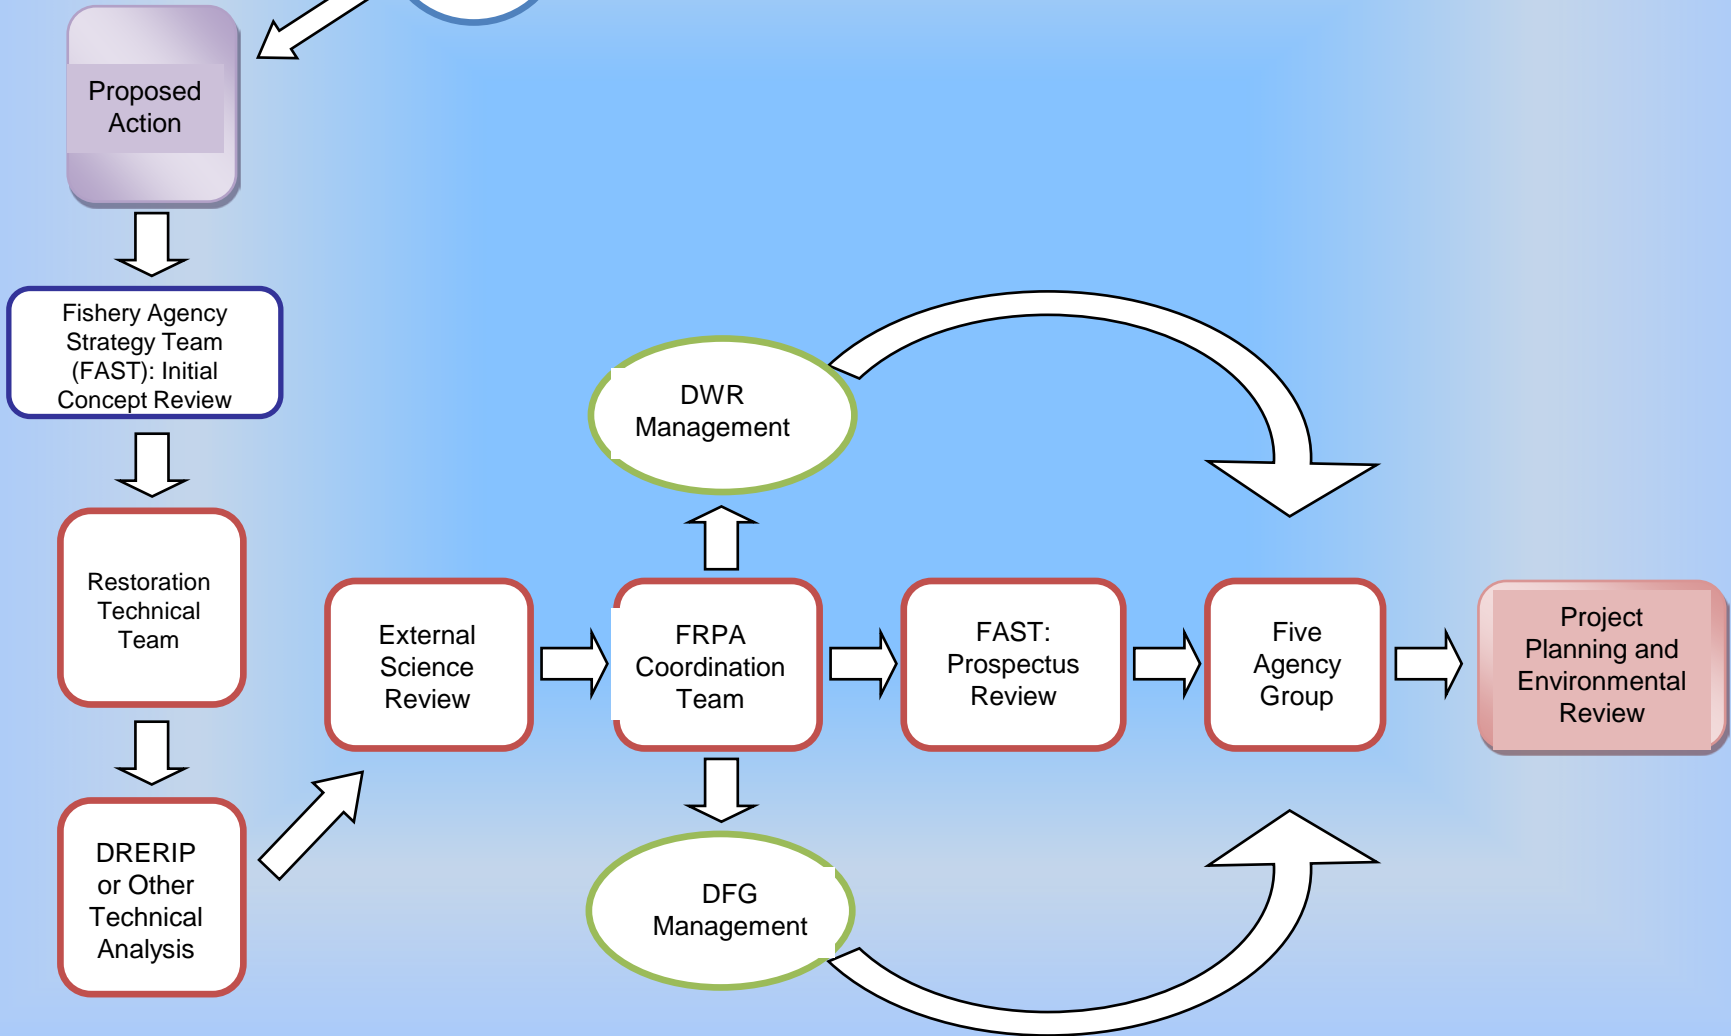 Proposed
Action
Fishery Agency
Strategy Team
(FAST): Initial
Concept Review
Restoration
Technical
Team
DRERIP
or Other
Technical
Analysis
External
Science
Review
DWR
Management
FRPA
Coordination
Team
DFG
Management
FAST:
Prospectus
Review
Five
Agency
Group
Project
Planning and
Environmental
Review